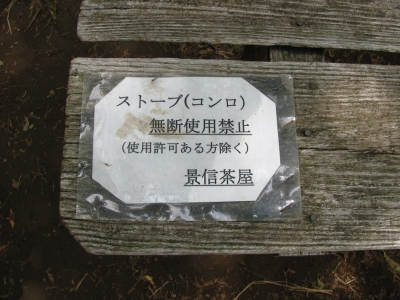 ストーブ(コンロ)
無断使用禁止
(使用許可ある方除く)
景信茶屋